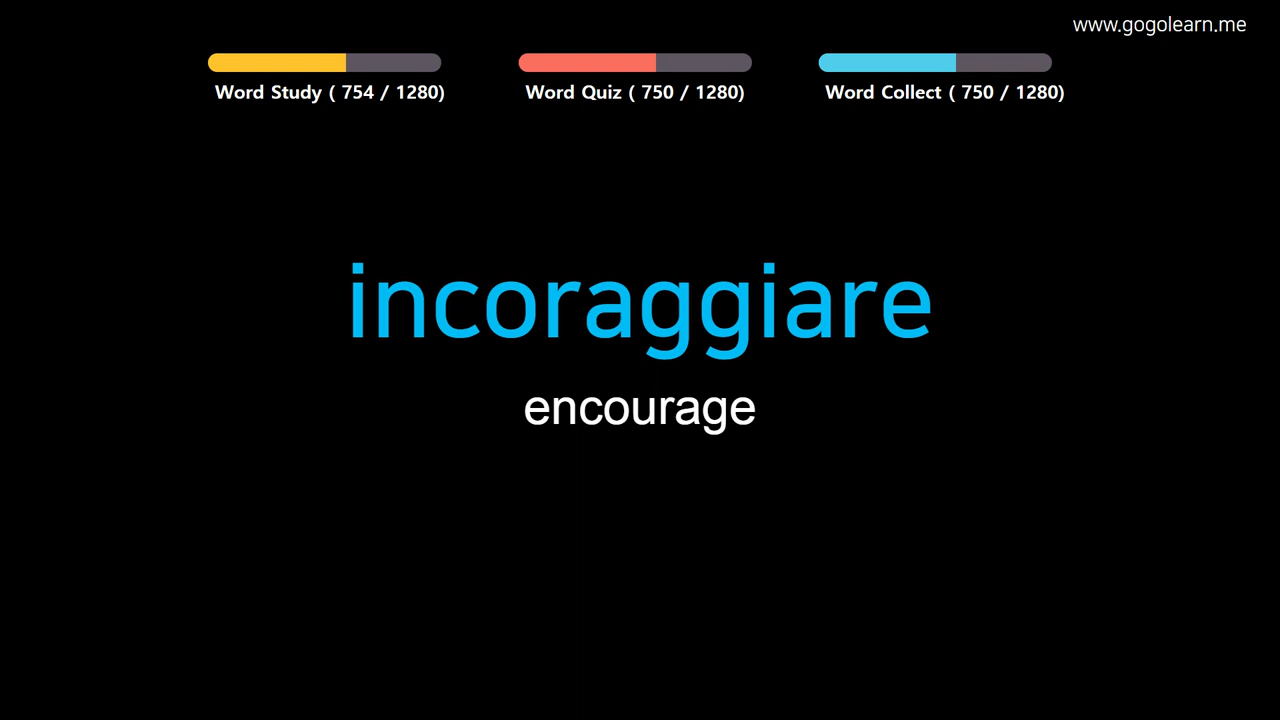 www.gogolearn.me
Word Study ( 754 / 1280)
Word Quiz ( 750 / 1280)
Word Collect ( 750 / 1280)
incoraggiare
encourage